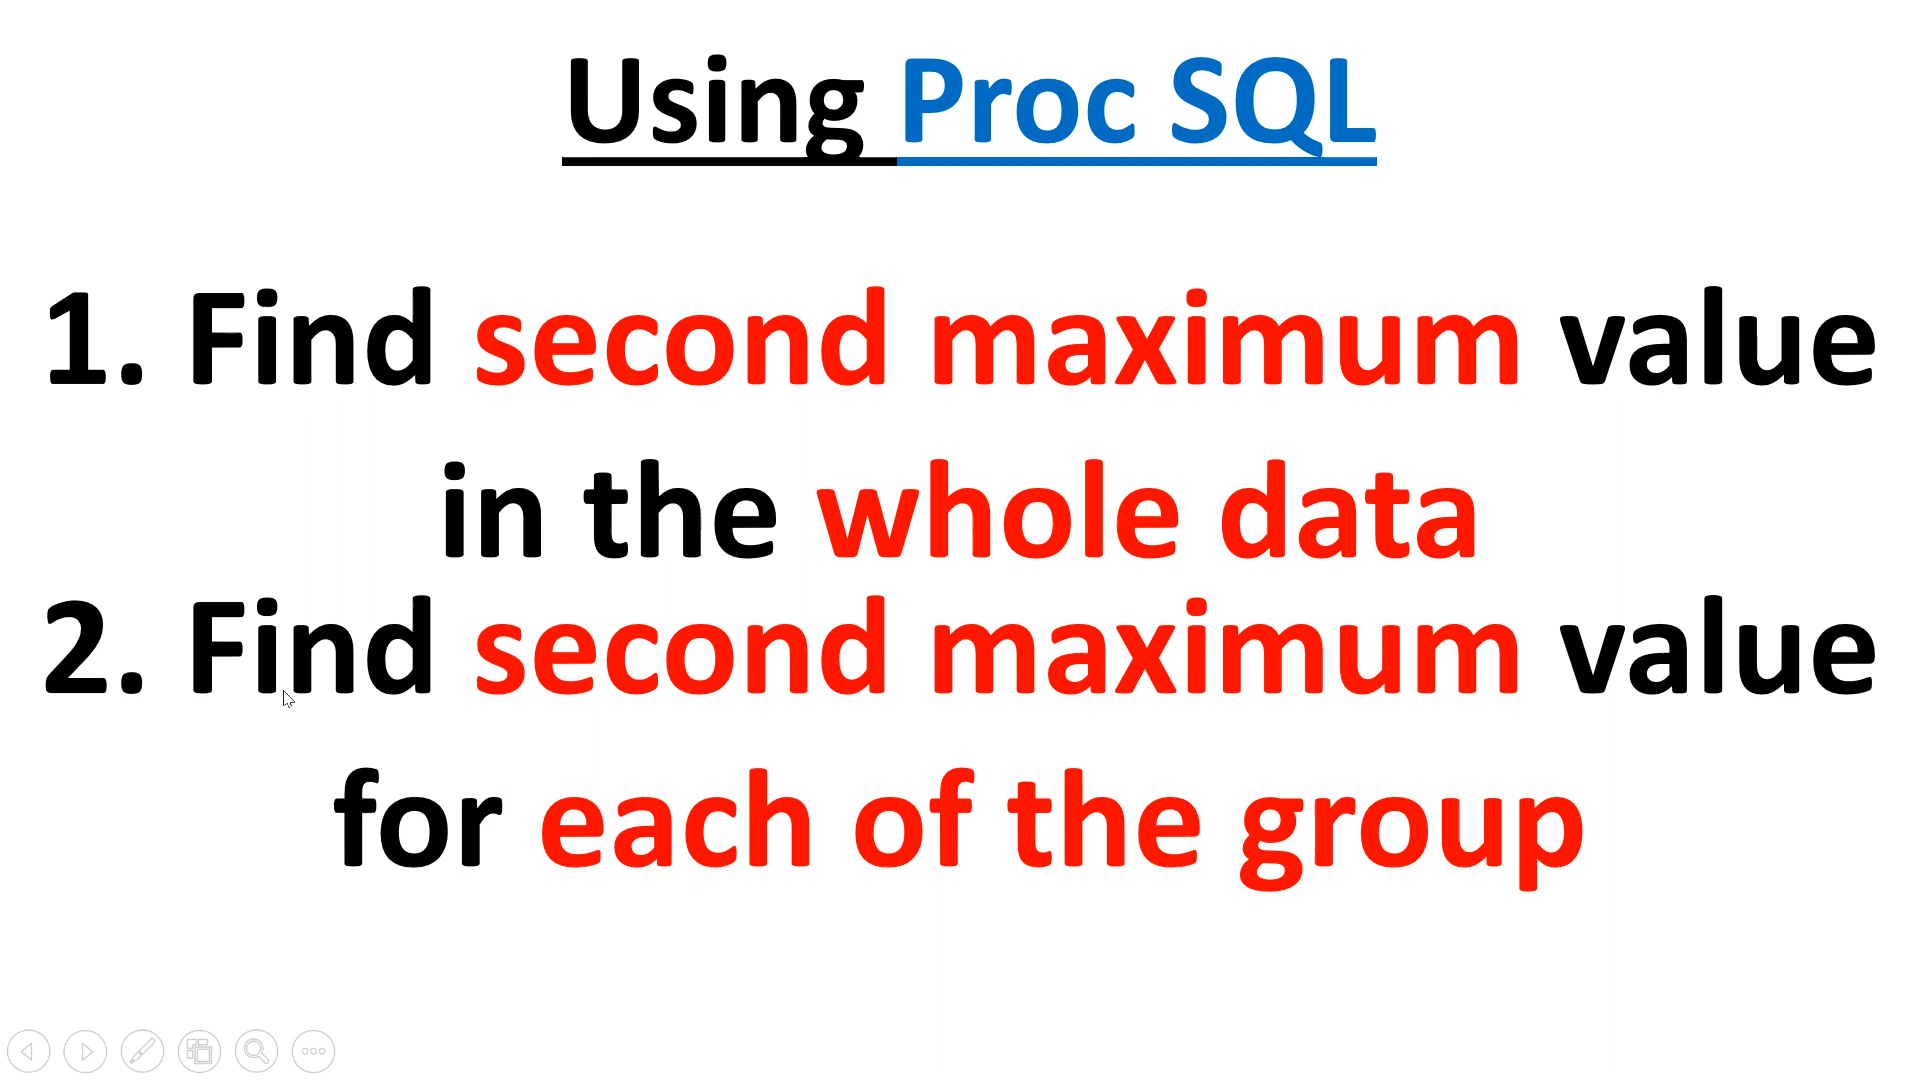 Using Proc SQL
1. Find second maximum value
in the whole data
2. Find second maximum value
for each of the group